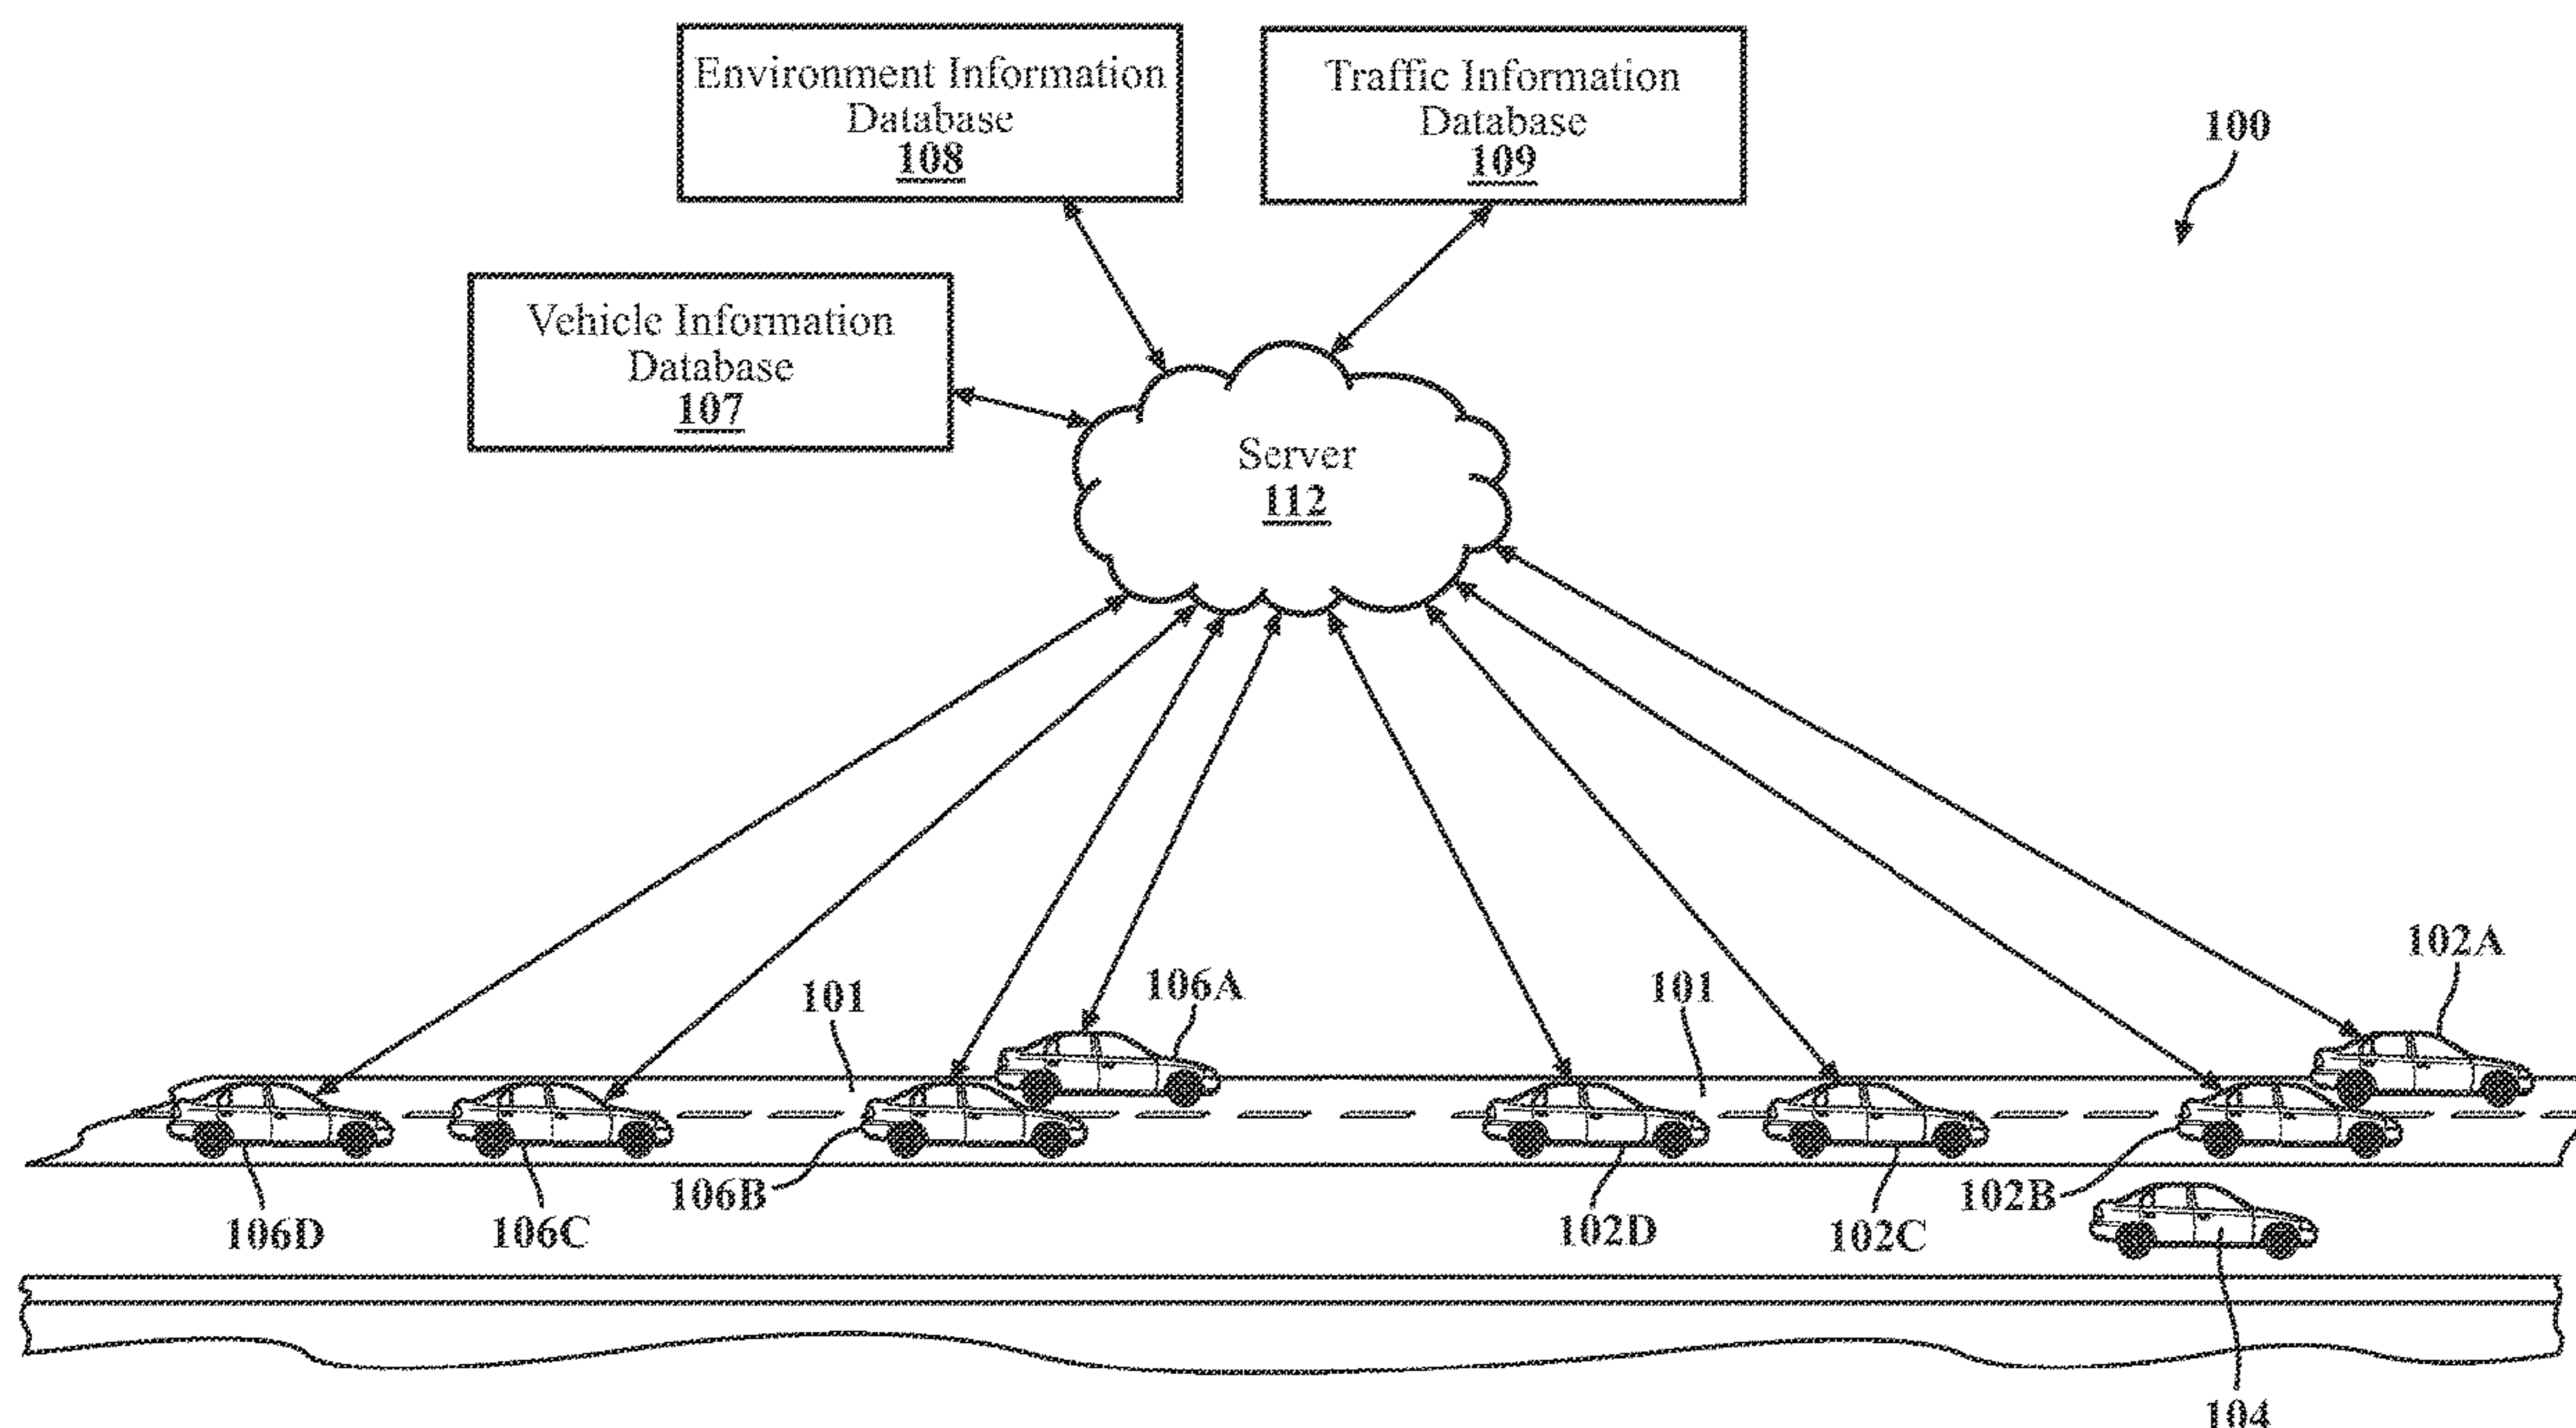 Environment Information
Database
108
Traffic Information
Database
109
100
Vehicle Information
Database
107
Server
112
102A
106A
101
101
106B
102B
106D
106C
102D
102C
104